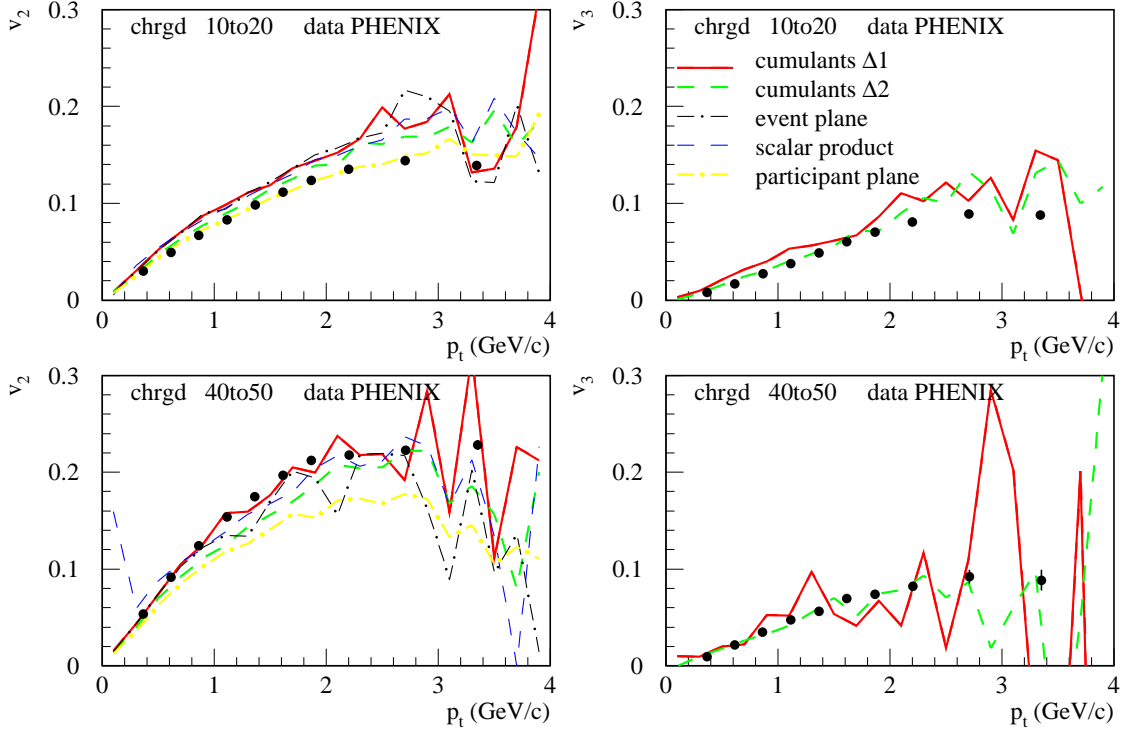 v2
0.3
0.2
0.1
0
chrgd 10to20 data PHENIX
0 1 2 3 4
pt (GeV/c)
v3
0.3
0.2
0.1
0
chrgd 10to20 data PHENIX
cumulants Δ1
cumulants Δ2
event plane
scalar product
participant plane
0 1 2 3 4
pt (GeV/c)
v2
0.3
0.2
0.1
0
chrgd 40to50 data PHENIX
0 1 2 3 4
pt (GeV/c)
v3
0.3
0.2
0.1
0
chrgd 40to50 data PHENIX
0 1 2 3 4
pt (GeV/c)